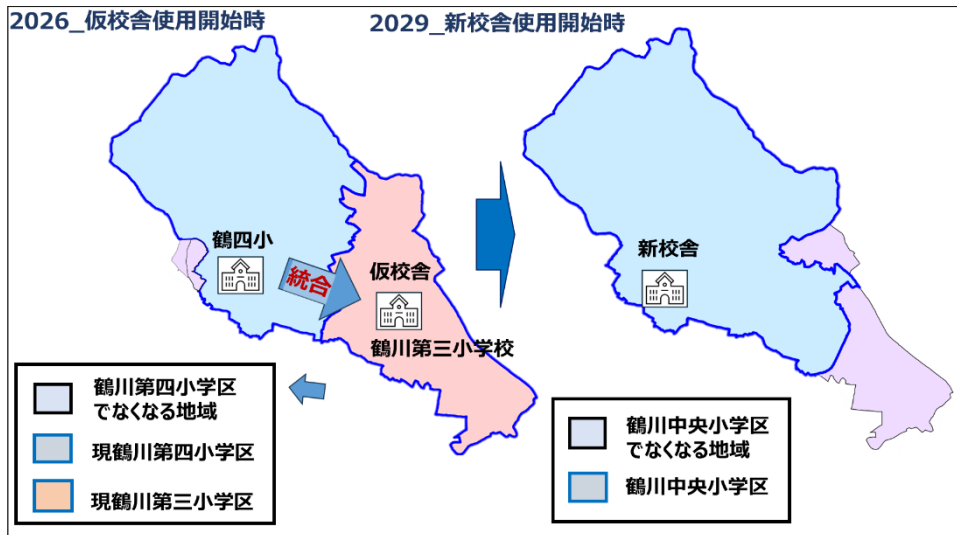 2026_仮校舎使用開始時
2029_新校舎使用開始時
鶴四小
統合
仮校舎
鶴川第三小学校
新校舎
鶴川第四小学区
でなくなる地域
現鶴川第四小学区
現鶴川第三小学区
鶴川中央小学区
でなくなる地域
鶴川中央小学区